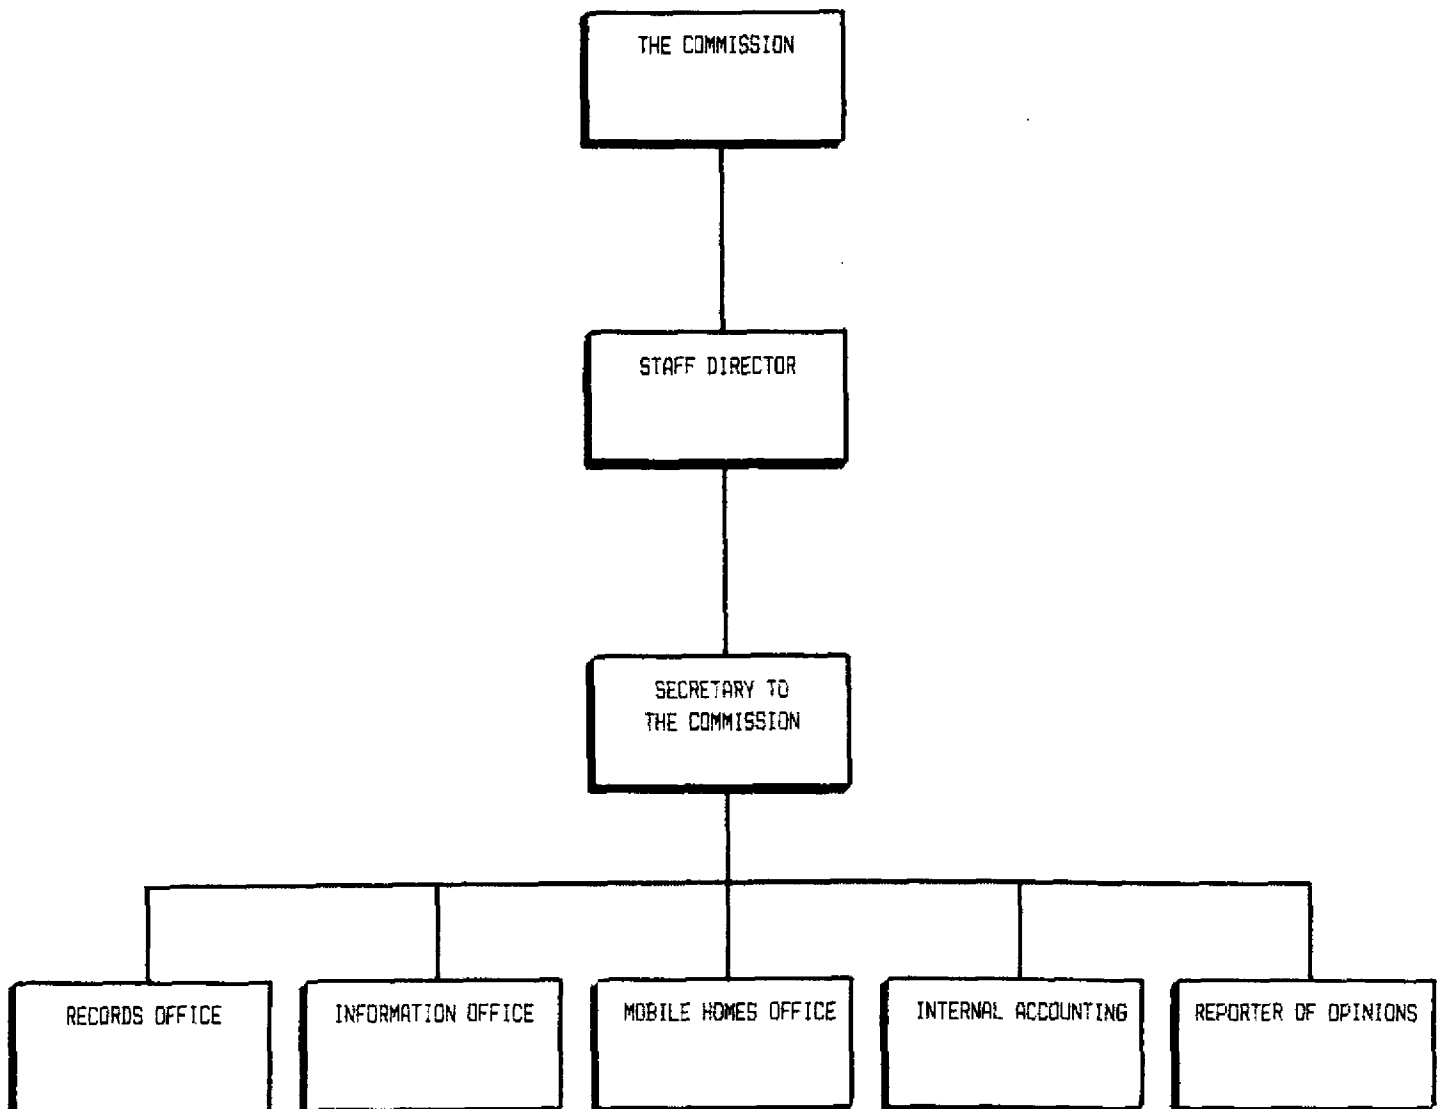 THE COMMISSION
STAFF DIRECTOR
SECRETARY TO
THE COMMISSION
RECORDS OFFICE
INFORMATION OFFICE
MOBILE HOMES OFFICE
INTERNAL ACCOUNTING
REPORTER OF OPINIONS